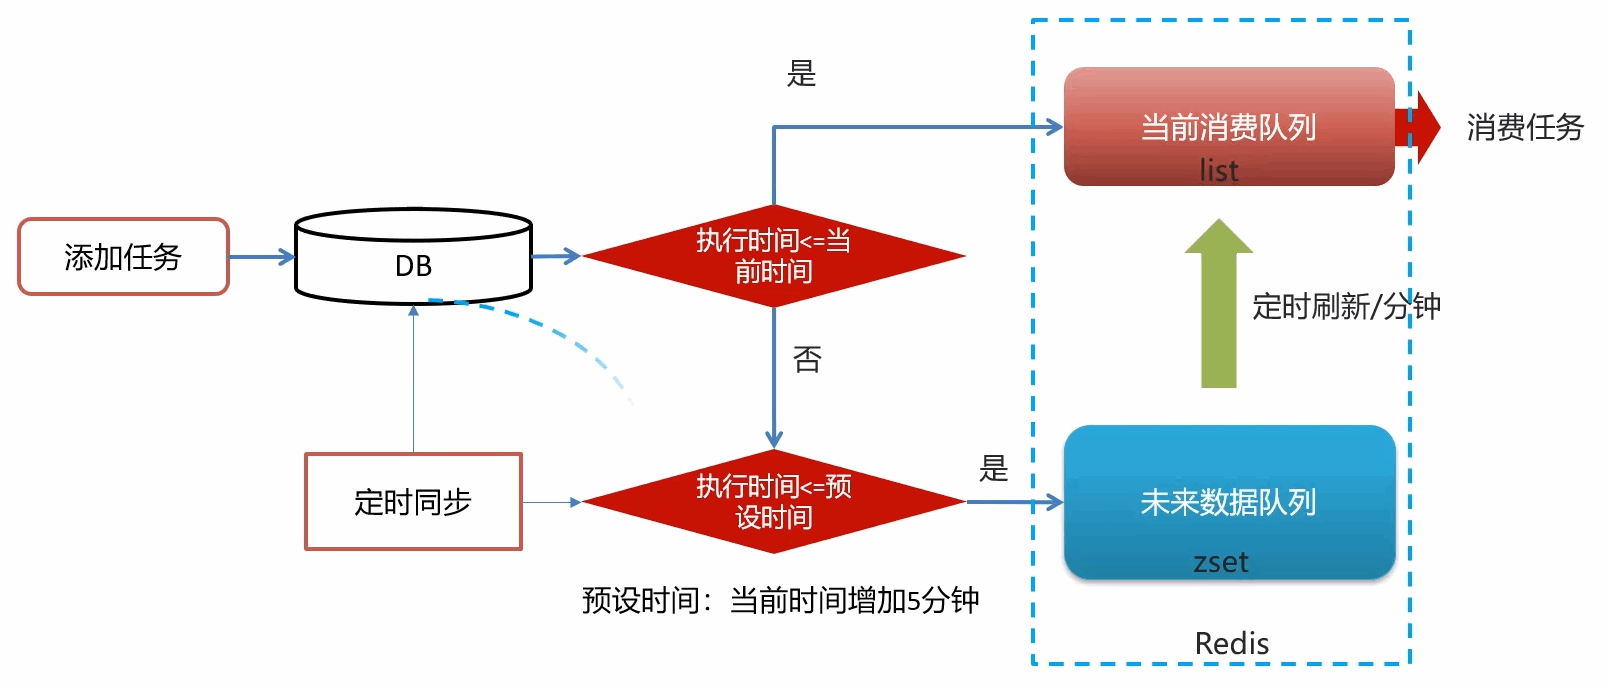 是
当前消费队列
list
消费任务
添加任务
DB
执行时间<=当
前时间
定时刷新/分钟
否
定时同步
执行时间<=预
设时间
是
未来数据队列
zset
预设时间：当前时间增加5分钟
Redis